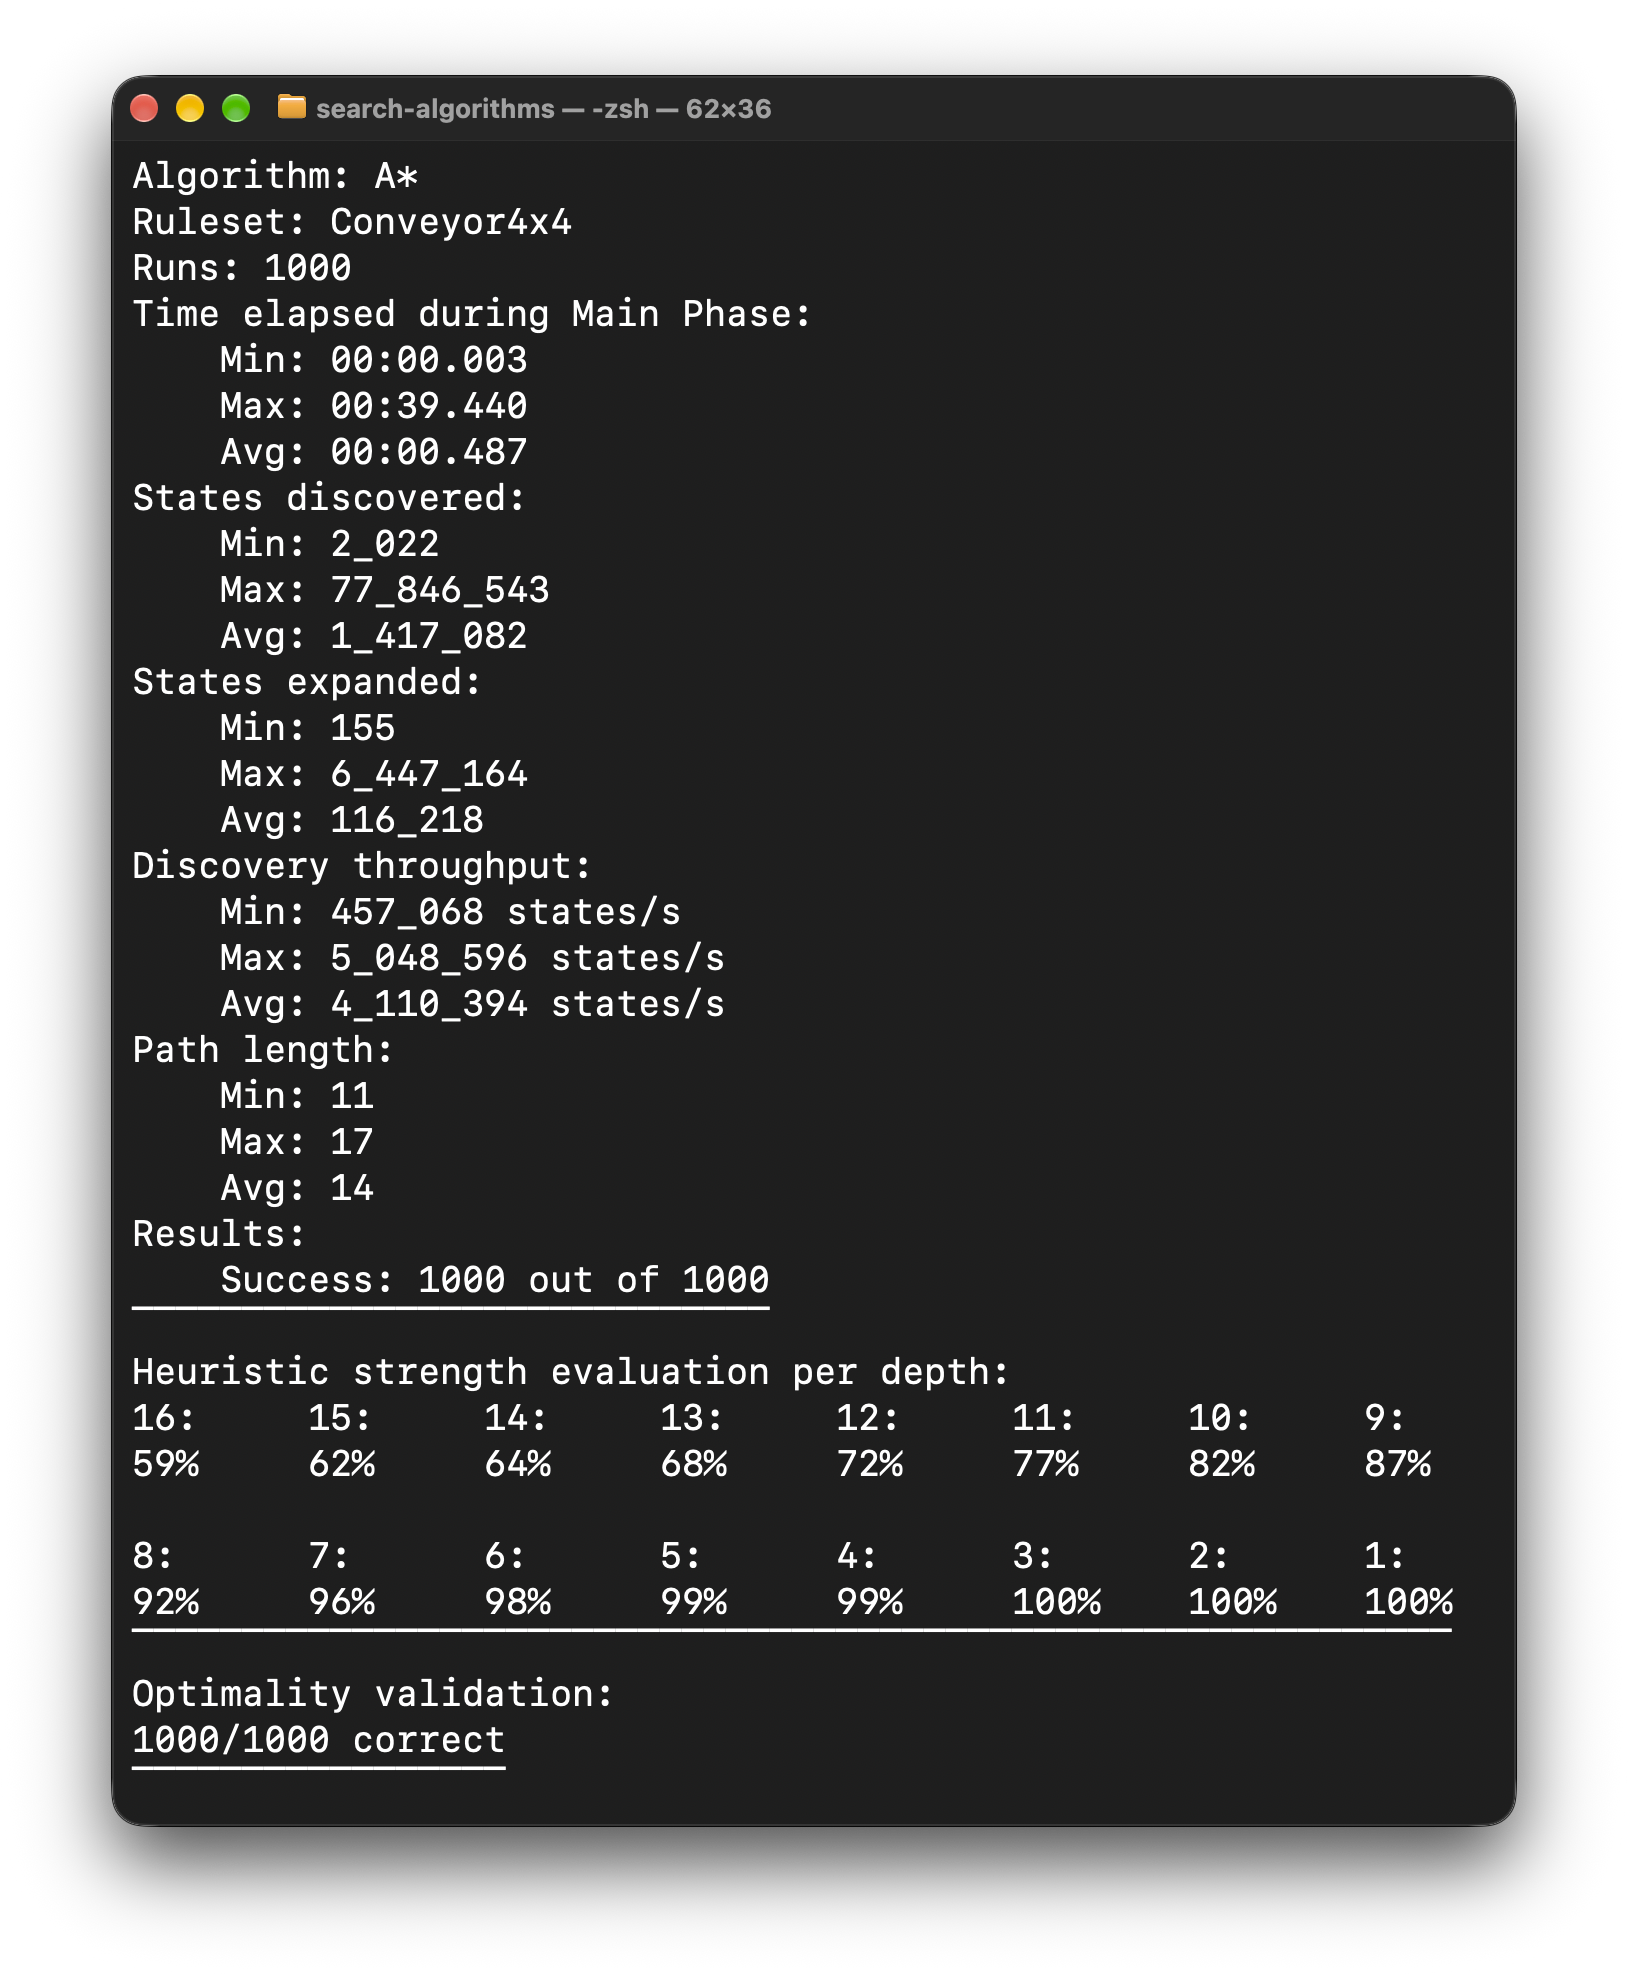 search-algorithms — -zsh — 62×36
Algorithm: A*
Ruleset: Conveyor4x4
Runs: 1000
Time elapsed during Main Phase:
    Min: 00:00.003
    Max: 00:39.440
    Avg: 00:00.487
States discovered:
    Min: 2_022
    Max: 77_846_543
    Avg: 1_417_082
States expanded:
    Min: 155
    Max: 6_447_164
    Avg: 116_218
Discovery throughput:
    Min: 457_068 states/s
    Max: 5_048_596 states/s
    Avg: 4_110_394 states/s
Path length:
    Min: 11
    Max: 17
    Avg: 14
Results:
    Success: 1000 out of 1000
Heuristic strength evaluation per depth:
16:     15:     14:     13:     12:     11:     10:     9:
59%     62%     64%     68%     72%     77%     82%     87%
8:      7:      6:      5:      4:      3:      2:      1:
92%     96%     98%     99%     99%     100%    100%    100%
Optimality validation:
1000/1000 correct